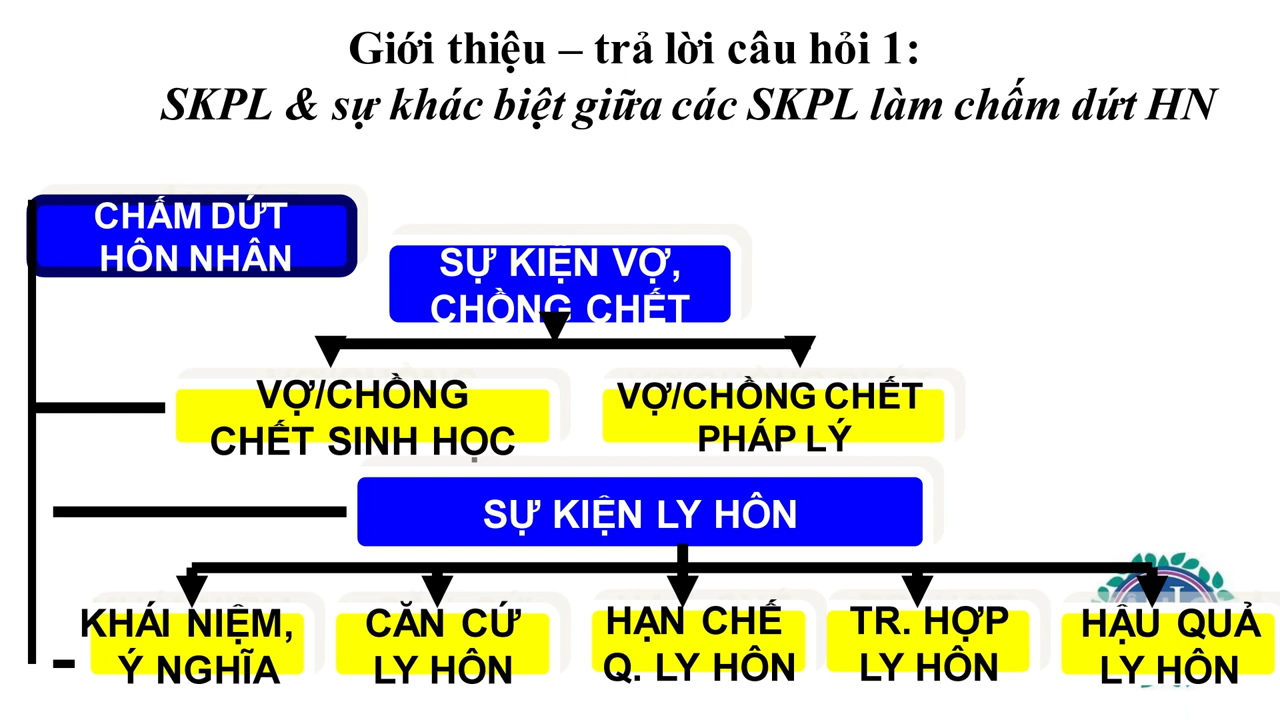 Giới thiệu – trả lời câu hỏi 1:
SKPL & sự khác biệt giữa các SKPL làm chấm dứt HN
CHẤM DỨT
HÔN NHÂN
SỰ KIỆN VỢ,
CHỒNG CHẾT
VỢ/CHỒNG
CHẾT SINH HỌC
VỢ/CHỒNG CHẾT
PHÁP LÝ
SỰ KIỆN LY HÔN
KHÁI NIỆM,
Ý NGHĨA
CĂN CỨ
LY HÔN
HẠN CHẾ
Q. LY HÔN
TR. HỢP
LY HÔN
HẬU QUẢ
LY HÔN